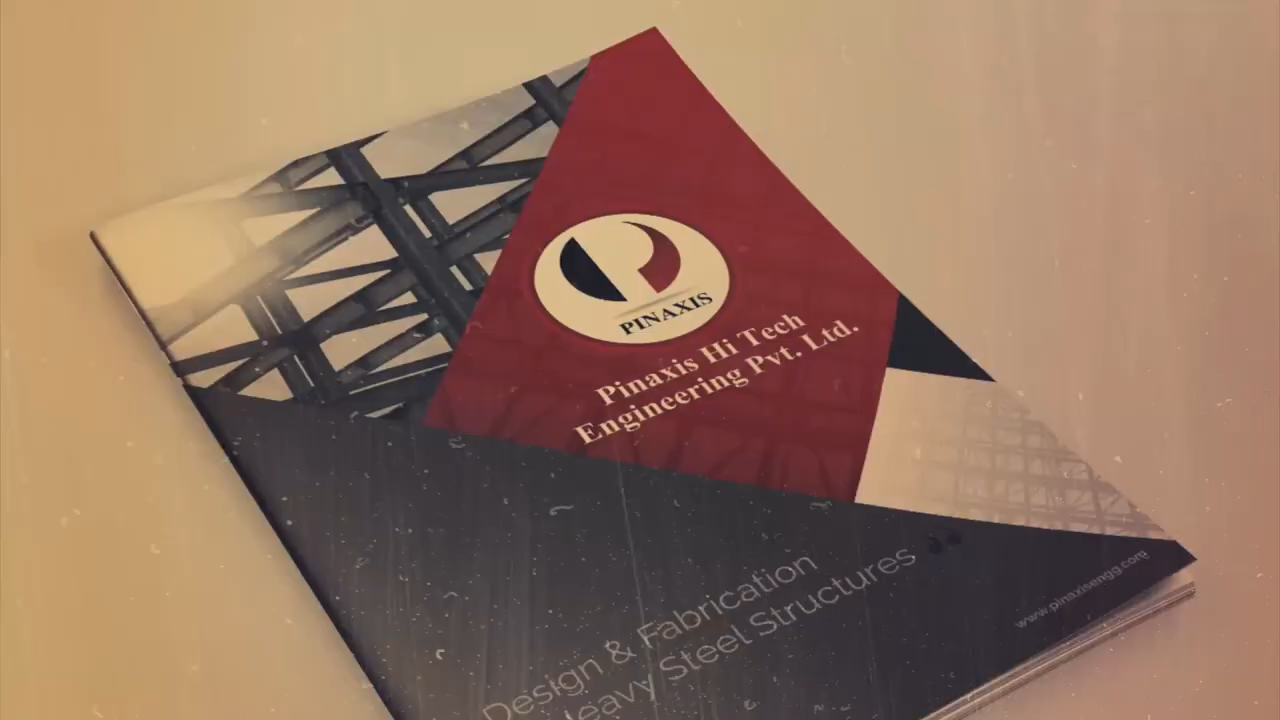 PINAXIS
Pinaxis Hi Tech
Engineering Pvt. Ltd.
Design & Fabrication
Heavy Steel Structures
www.pinaxisengg.com